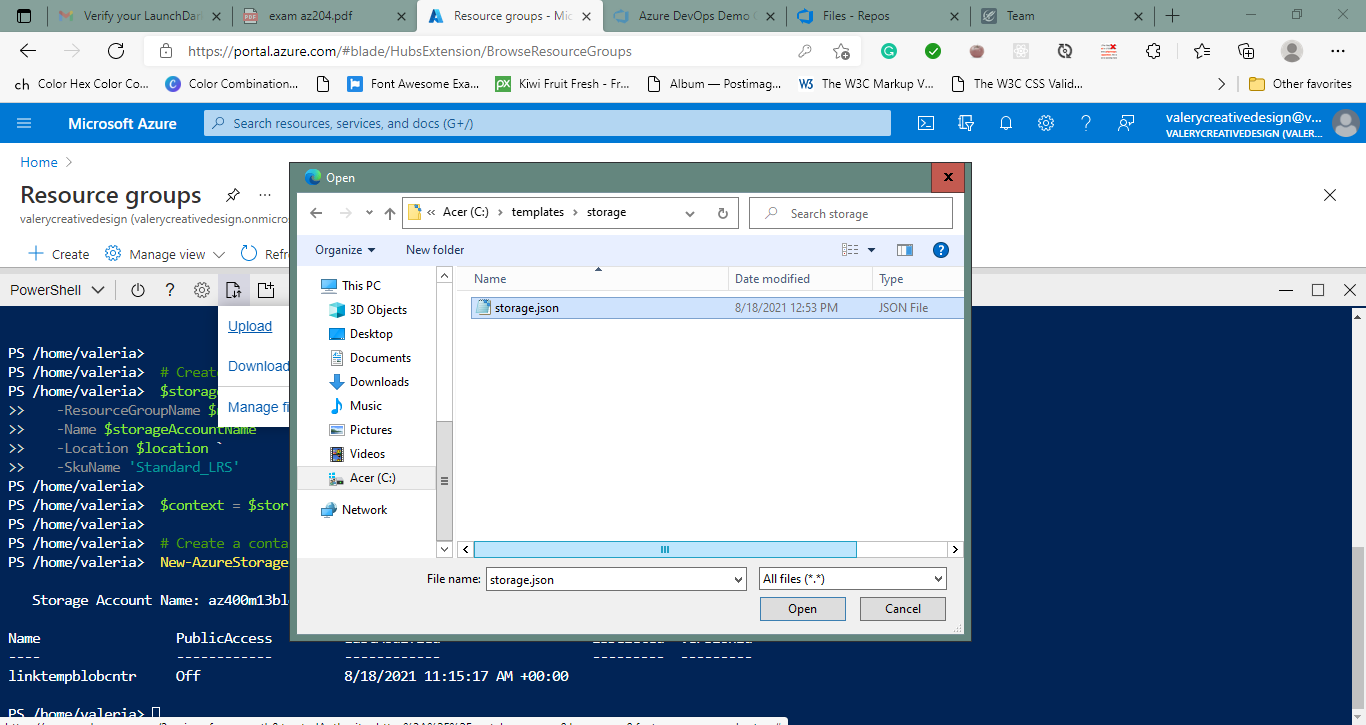 Verify your LaunchDar
exam az204.pdf
Resource groups - Mic
Azure DevOps Demo
Files - Repos
Team
https://portal.azure.com/#blade/HubsExtension/BrowseResourceGroups
ch Color Hex Color Co...
Color Combination...
Font Awesome Exa...
Kiwi Fruit Fresh - Fr...
Album — Postimag...
The W3C Markup V...
The W3C CSS Valid...
Other favorites
Microsoft Azure
Search resources, services, and docs (G+/)
valerycreativedesign@v...
VALERYCREATIVEDESIGN (VALER...
Home >
Resource groups
valerycreativedesign (valerycreativedesign.onmicros
Create
Manage view
Refr
PowerShell
Upload
Download
Manage fi
Open
« Acer (C:) > templates > storage
Search storage
Organize
New folder
This PC
3D Objects
Desktop
Documents
Downloads
Music
Pictures
Videos
Acer (C:)
Network
Name
Date modified
Type
storage.json
8/18/2021 12:53 PM
JSON File
File name:
storage.json
All files (*.*)
Open
Cancel
PS /home/valeria>
PS /home/valeria> # Creat
PS /home/valeria> $storag
>> -ResourceGroupName $
>> -Name $storageAccountName
>> -Location $location `
>> -SkuName 'Standard_LRS'
PS /home/valeria>
PS /home/valeria> $context = $stor
PS /home/valeria>
PS /home/valeria> # Create a conta
PS /home/valeria> New-AzureStorage
Storage Account Name: az400m13bl
Name PublicAccess
---- ------------ ------------ --------- ---------
linktempblobcntr Off 8/18/2021 11:15:17 AM +00:00
PS /home/valeria>